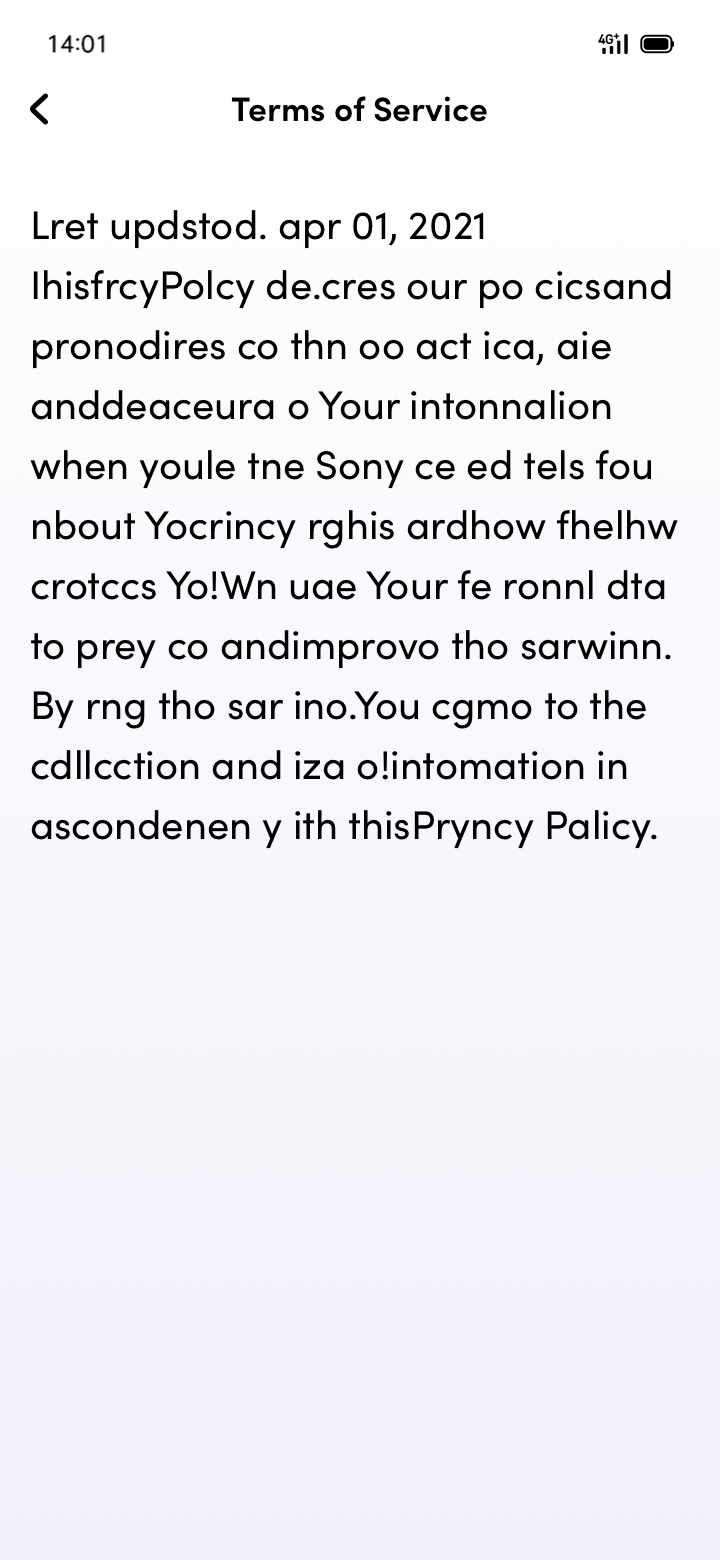 14:01
4G+
Terms of Service
Lret updstod. apr 01, 2021
IhisfrcyPolcy de.cres our po cicsand
pronodires co thn oo act ica, aie
anddeaceura o Your intonnalion
when youle tne Sony ce ed tels fou
nbout Yocrincy rghis ardhow fhelhw
crotccs Yo!Wn uae Your fe ronnl dta
to prey co andimprovo tho sarwinn.
By rng tho sar ino.You cgmo to the
cdllcction and iza o!intomation in
ascondenen y ith thisPryncy Palicy.